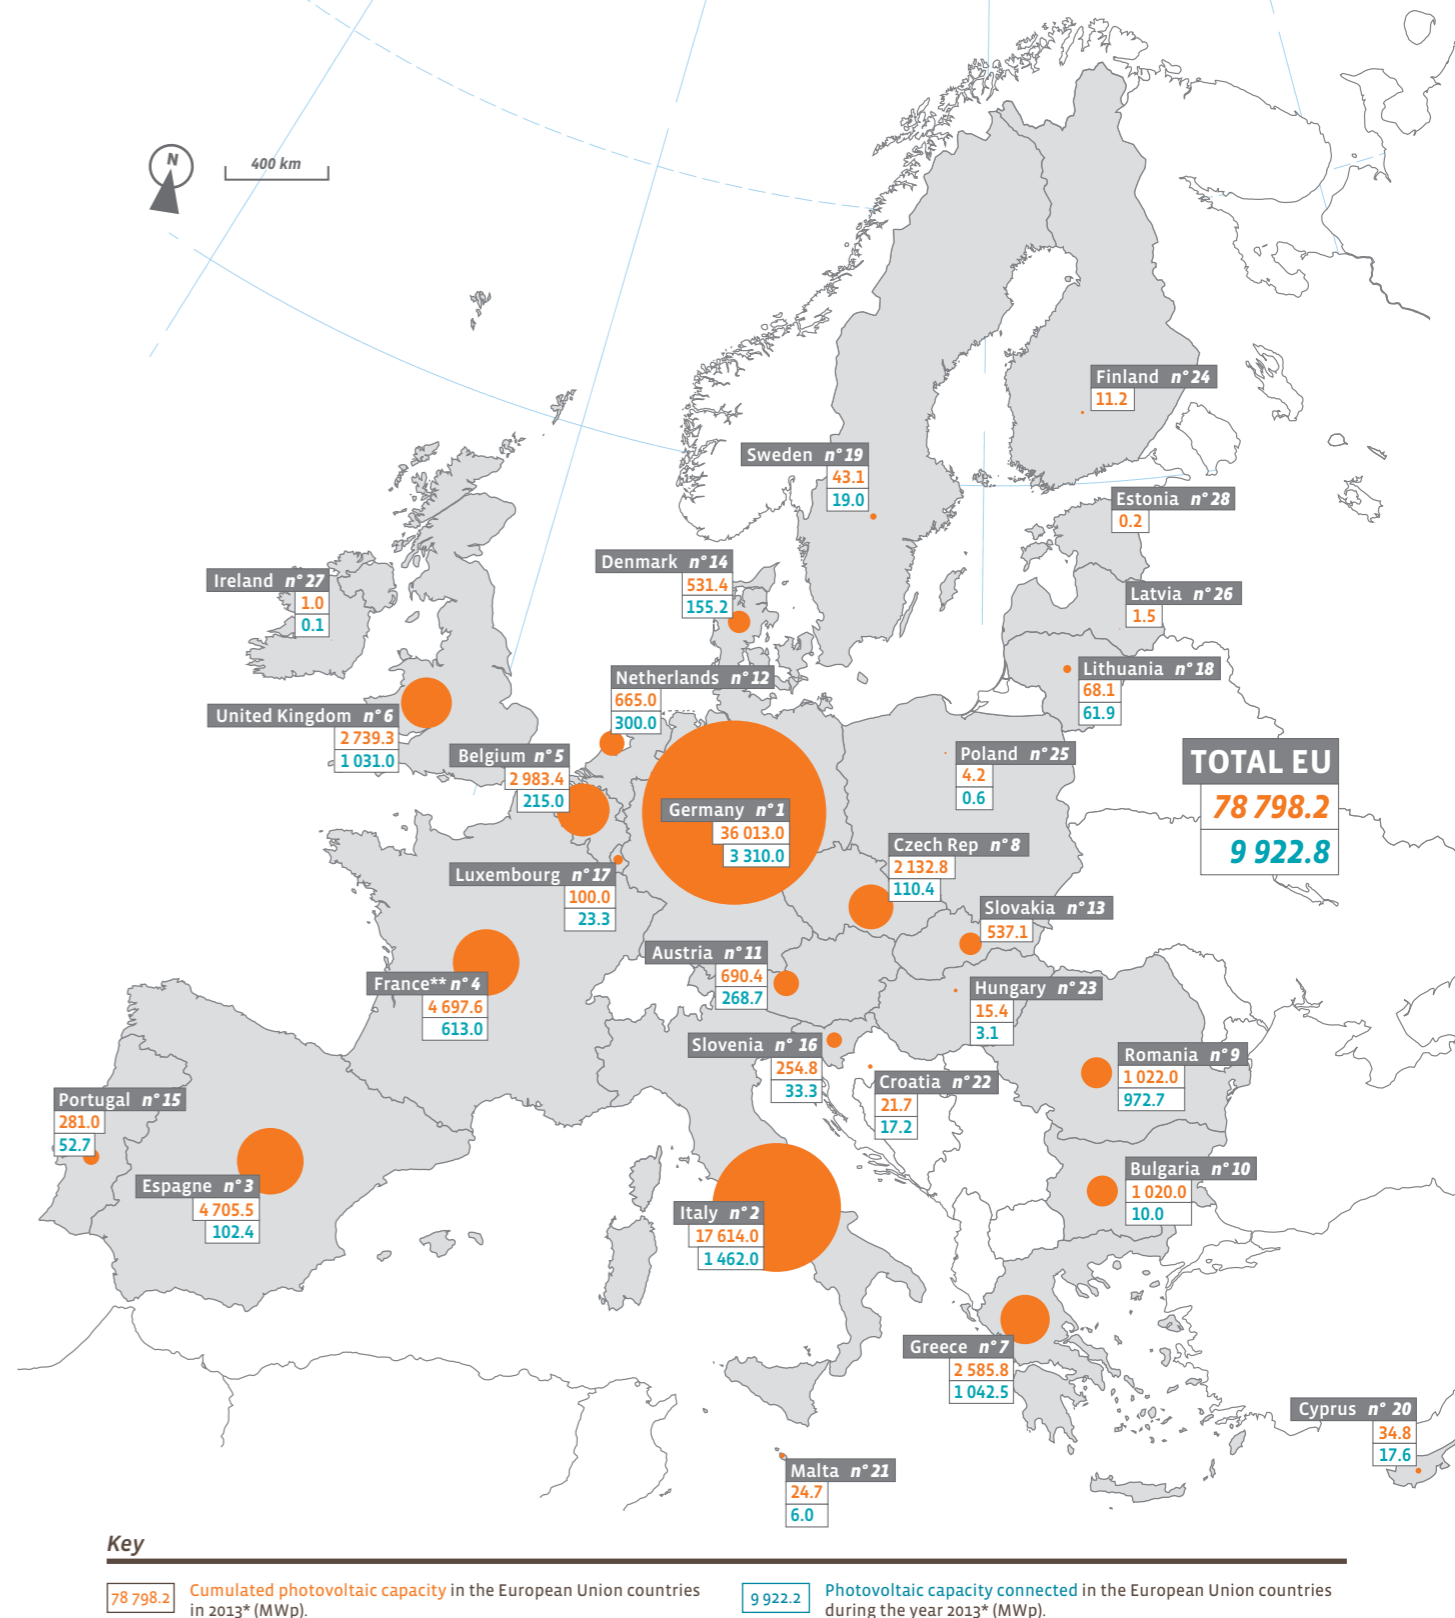 N
400 km
Finland n° 24
11.2
Sweden n° 19
43.1
19.0
Estonia n° 28
0.2
Denmark n° 14
531.4
155.2
Ireland n° 27
1.0
0.1
Latvia n° 26
1.5
Lithuania n° 18
68.1
61.9
Netherlands n° 12
665.0
300.0
United Kingdom n° 6
2 739.3
1 031.0
Belgium n° 5
2 983.4
215.0
Poland n° 25
4.2
0.6
TOTAL EU
78 798.2
9 922.8
Germany n° 1
36 013.0
3 310.0
Czech Rep n° 8
2 132.8
110.4
Luxembourg n° 17
100.0
23.3
Slovakia n° 13
537.1
Austria n° 11
690.4
268.7
France** n° 4
4 697.6
613.0
Hungary n° 23
15.4
3.1
Slovenia n° 16
254.8
33.3
Romania n° 9
1 022.0
972.7
Croatia n° 22
21.7
17.2
Portugal n° 15
281.0
52.7
Espagne n° 3
4 705.5
102.4
Bulgaria n° 10
1 020.0
10.0
Italy n° 2
17 614.0
1 462.0
Greece n° 7
2 585.8
1 042.5
Cyprus n° 20
34.8
17.6
Malta n° 21
24.7
6.0
Key
78 798.2
Cumulated photovoltaic capacity in the European Union countries
in 2013* (MWp).
9 922.2
Photovoltaic capacity connected in the European Union countries
during the year 2013* (MWp).